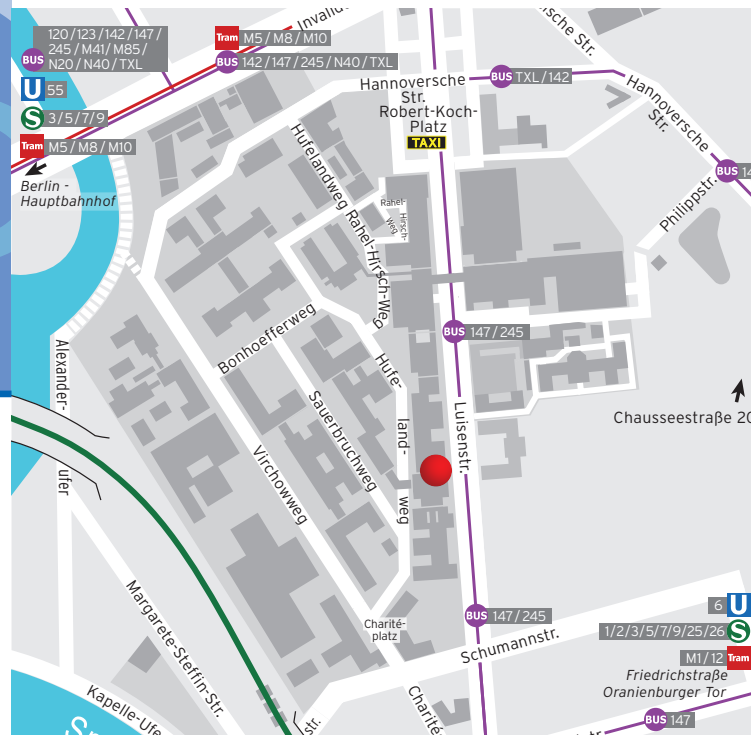 120 / 123 / 142 / 147 /
245 / M41 / M85 /
N20 / N40 / TXL
BUS
U 55
S 3 / 5 / 7 / 9
Tram M5 / M8 / M10
Berlin -
Hauptbahnhof
Tram M5 / M8 / M10
BUS 142 / 147 / 245 / N40 / TXL
Hannoversche
Str.
Robert-Koch-
Platz
TAXI
BUS TXL / 142
Hannoversche
Str.
BUS
Philippstr.
Hufelandweg
Rahel-Hirsch-Weg
Rahel-
Hirsch-
Weg
BUS 147 / 245
Bonhoefferweg
Hufe-
land-
weg
Sauerbruchweg
Virchowweg
Luisenstr.
Alexander-
ufer
Chausseestraße 20
Margarete-Steffin-Str.
Charité-
platz
BUS 147 / 245
Schumannstr.
6 U
1/2/3/5/7/9/25/26 S
M1 / 12 Tram
Friedrichstraße
Oranienburger Tor
BUS 147
Kapelle-Ufe
Charité-
str.